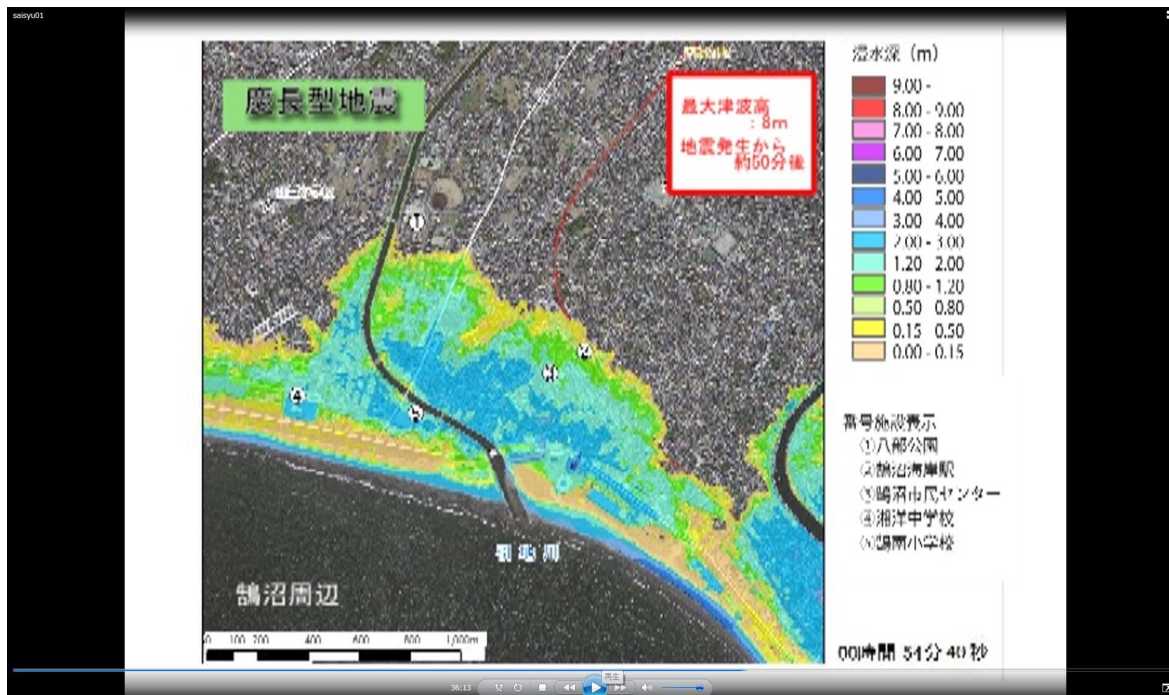 saisyu01
慶長型地震
最大津波高
：8m
地震発生から
約50分後
浸水深（m）
9.00 -
8.00 - 9.00
7.00 - 8.00
6.00 7.00
5.00 - 6.00
4.00 5.00
3.00 4.00
2.00 - 3.00
1.20 2.00
0.80 - 1.20
0.50 0.80
0.15 0.50
0.00 - 0.15
①
④
番号施設表示
①八部公園
②鵠沼海岸駅
③鵠沼市民センター
④湘洋中学校
⑤鵠南小学校
引地川
鵠沼周辺
0 100 200 400 600 800 1,000m
00時間 54分 40秒
36:13
再生